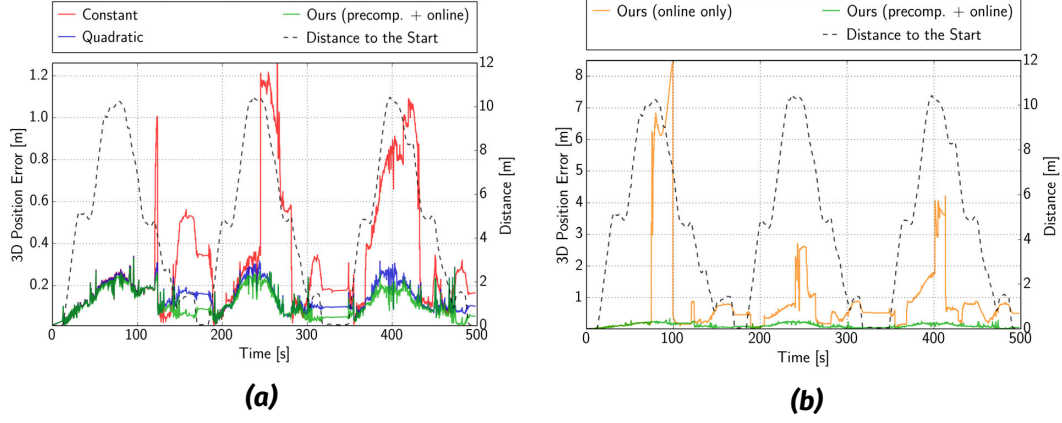 Constant
Ours (precomp. + online)
Quadratic
Distance to the Start
3D Position Error [m]
1.2
1.0
0.8
0.6
0.4
0.2
0
100
200
300
400
500
Time [s]
12
10
8
6
4
2
0
Distance [m]
(a)
Ours (online only)
Ours (precomp. + online)
Distance to the Start
3D Position Error [m]
8
7
6
5
4
3
2
1
0
0
100
200
300
400
500
Time [s]
12
10
8
6
4
2
0
Distance [m]
(b)